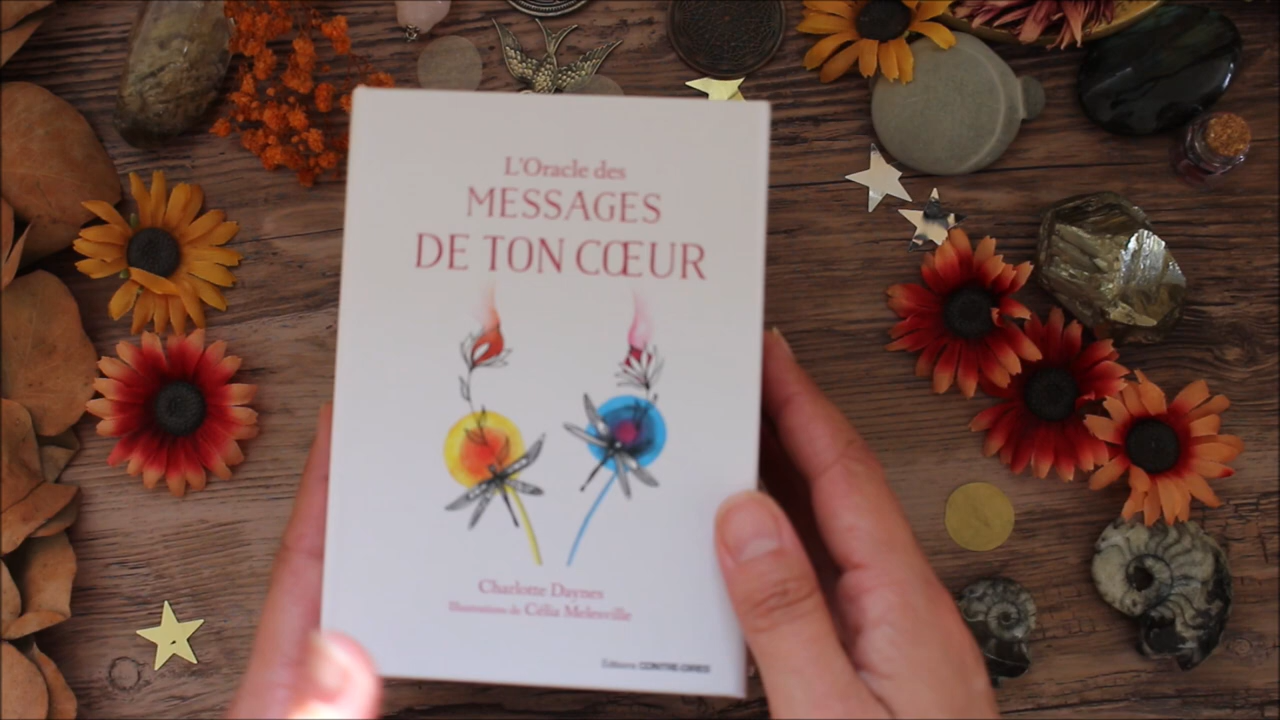 L'Oracle des
MESSAGES
DE TON CŒUR
Charlotte Daynes
Illustrations de Célia Melesville
Éditions CONTRE-DIRES